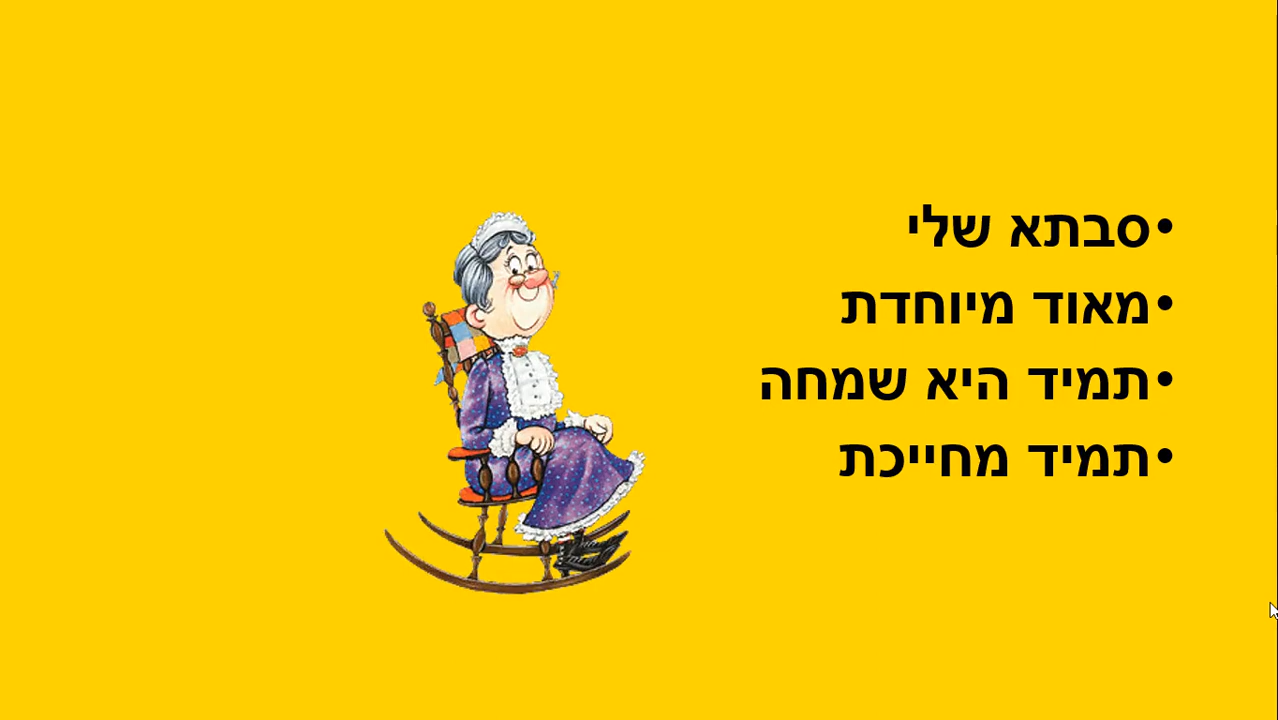 •סבתא שלי
•מאוד מיוחדת
•תמיד היא שמחה
•תמיד מחייכת